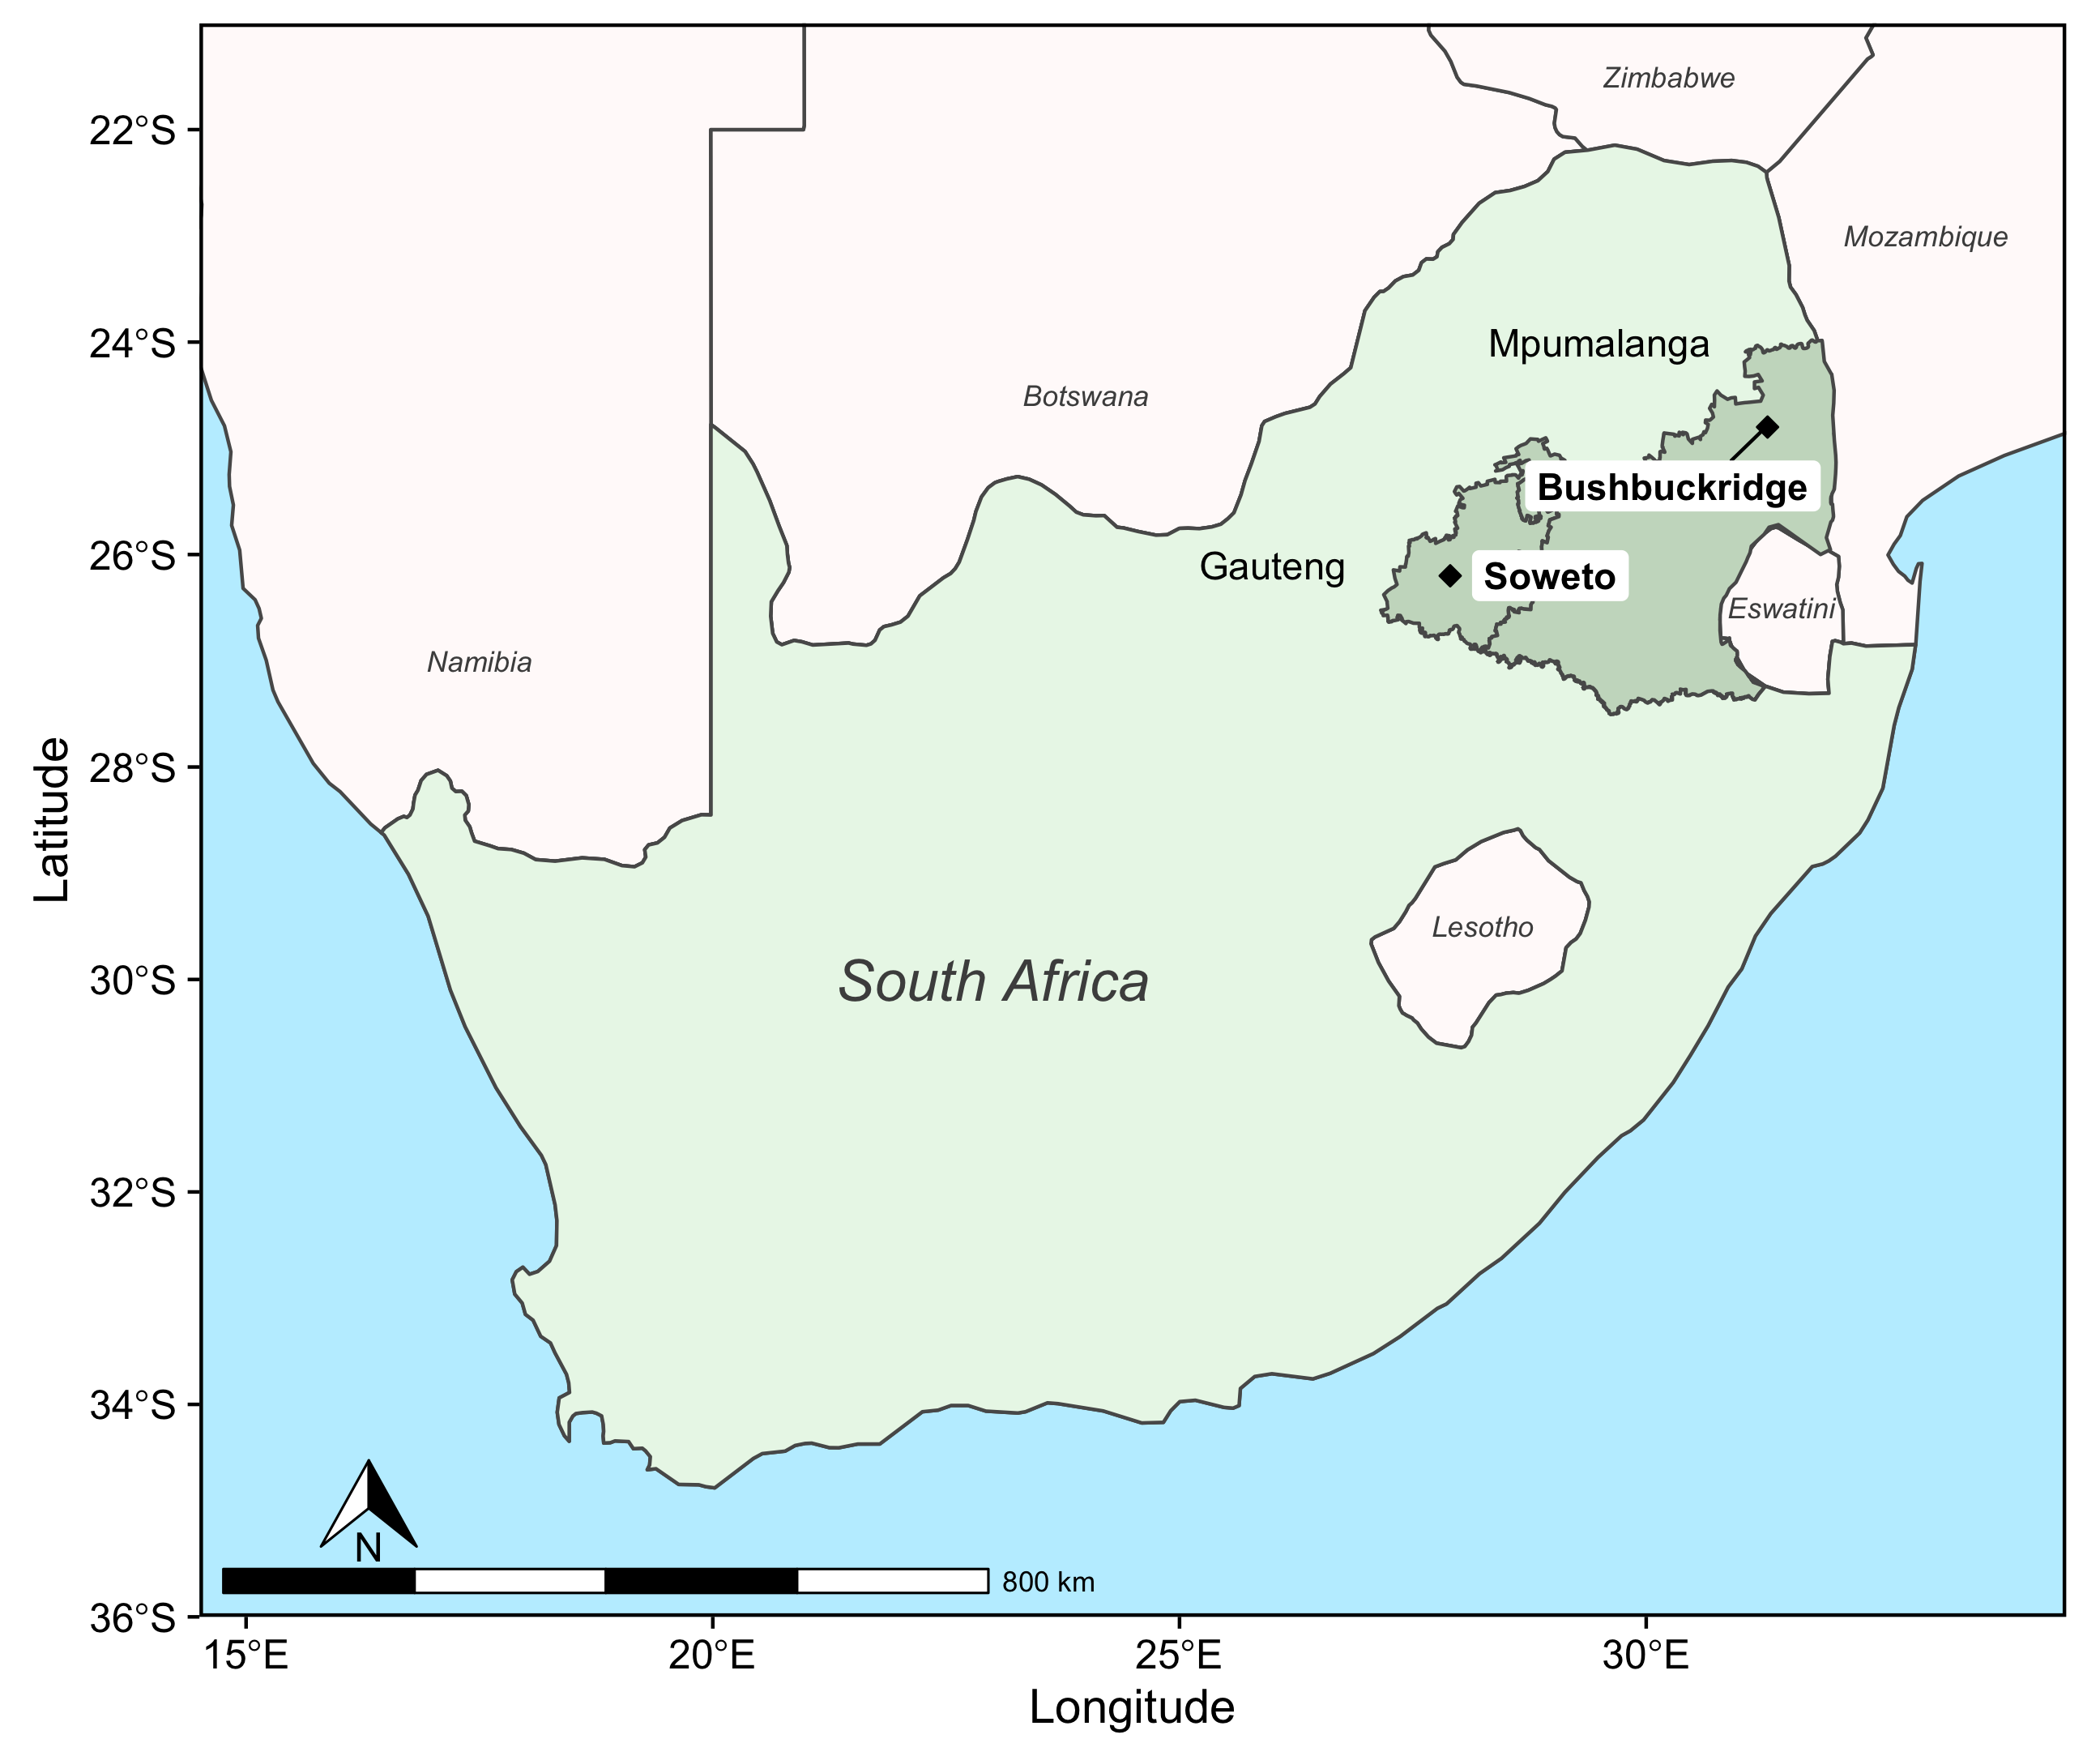 Zimbabwe
22°S
Mozambique
24°S
Mpumalanga
Botswana
Bushbuckridge
26°S
Gauteng
Soweto
Eswatini
Namibia
28°S
Latitude
Lesotho
30°S
South Africa
32°S
34°S
N
800 km
36°S
15°E
20°E
25°E
30°E
Longitude